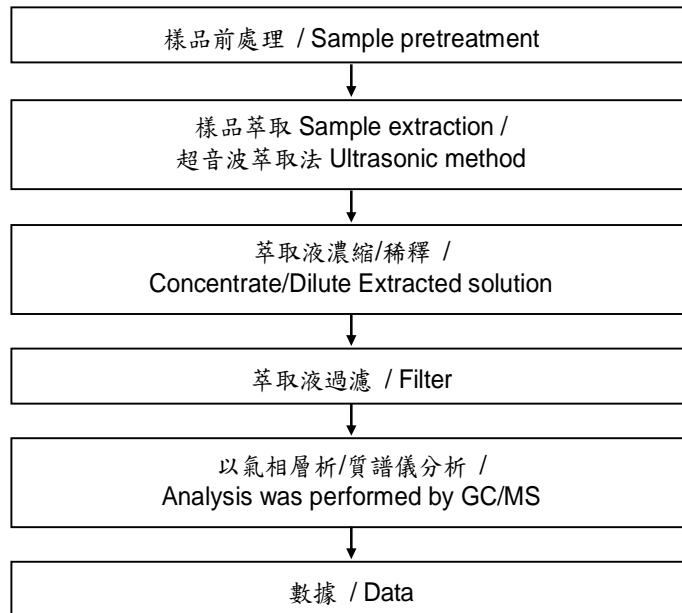 樣品前處理 / Sample pretreatment
樣品萃取 Sample extraction /
超音波萃取法 Ultrasonic method
萃取液濃縮/稀釋 /
Concentrate/Dilute Extracted solution
萃取液過濾 / Filter
以氣相層析/質譜儀分析 /
Analysis was performed by GC/MS
數據 / Data